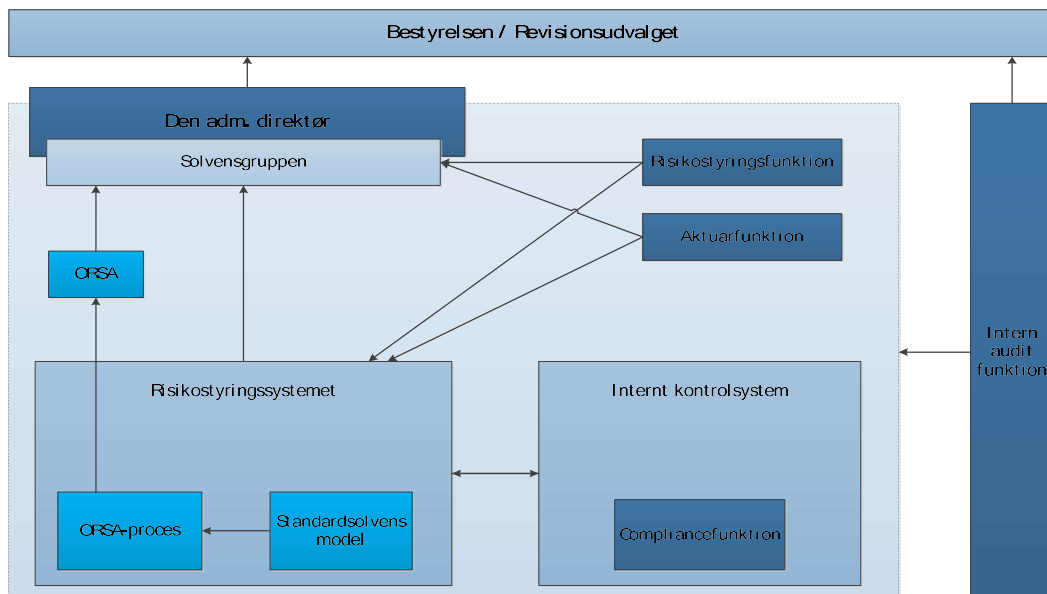 Bestyrelsen / Revisionsudvalget
Den adm. direktør
Solvensgruppen
Risikostyringsfunktion
Aktuarfunktion
ORSA
Intern
audit
funktion
Risikostyringssystemet
Internt kontrolsystem
ORSA-proces
Standardsolvens
model
Compliancefunktion